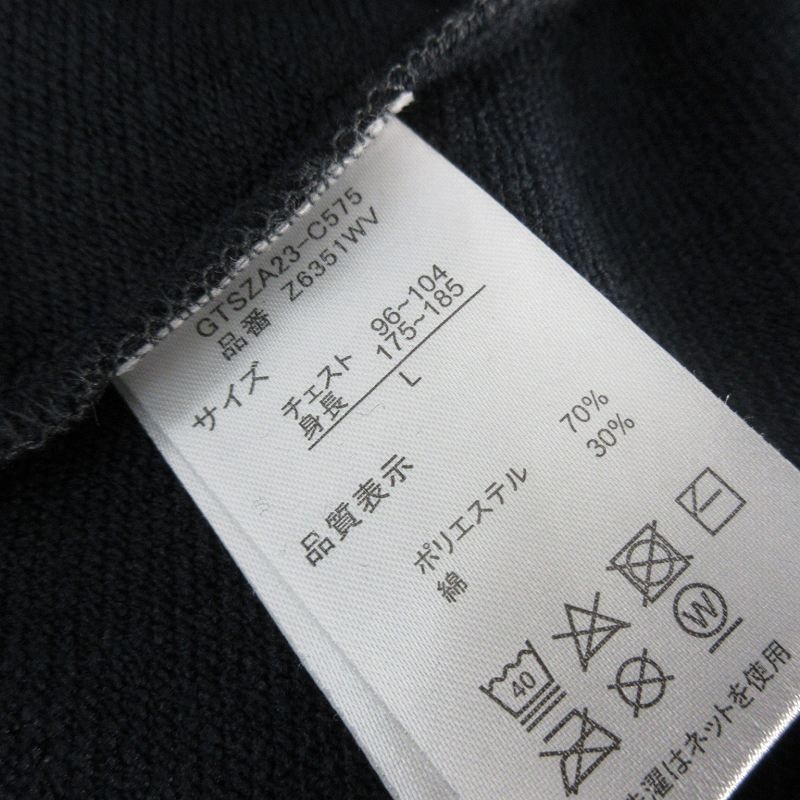 GTSZA23-C575
品番 Z6351WV
サイズ
チェスト 96~104
身長 175~185
L
品質表示
ポリエステル 70%
綿 30%
40
W
濯はネットを使用